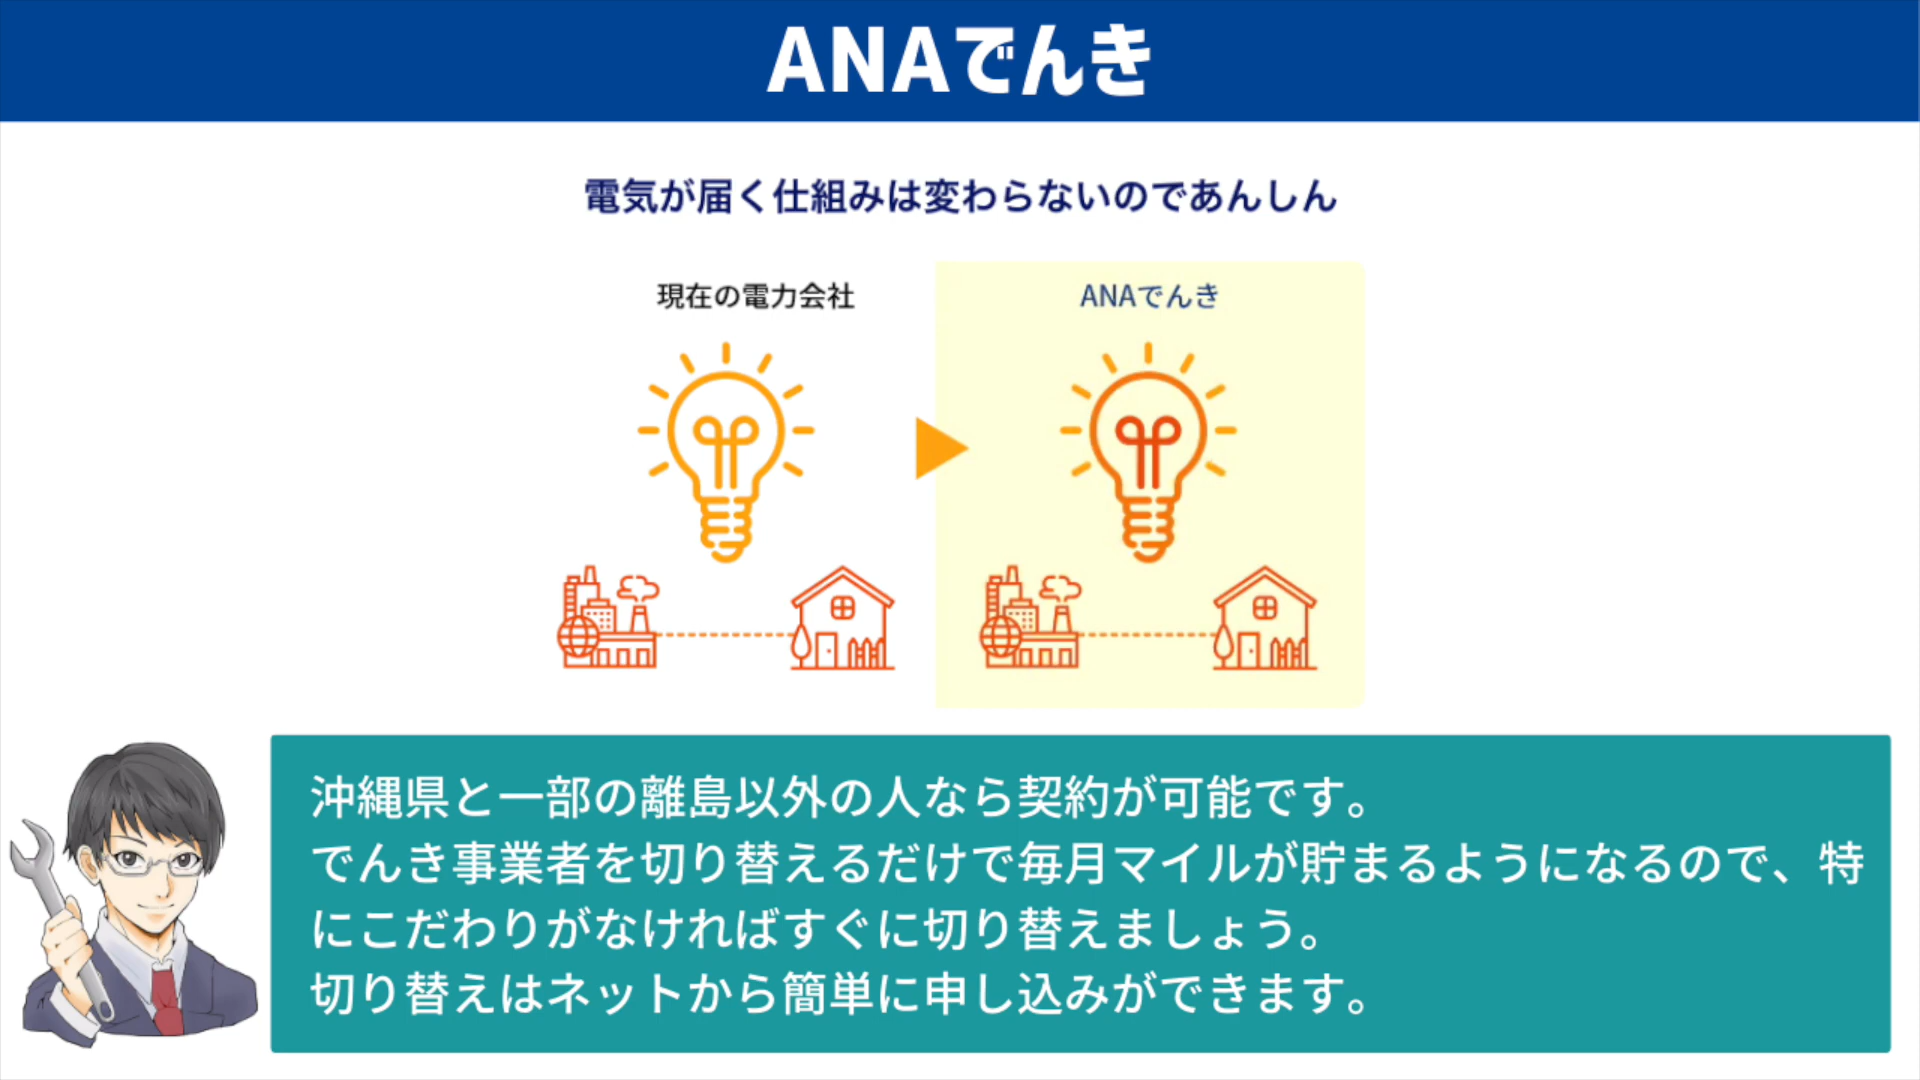 ANAでんき
電気が届く仕組みは変わらないのであんしん
現在の電力会社
ANAでんき
沖縄県と一部の離島以外の人なら契約が可能です。
でんき事業者を切り替えるだけで毎月マイルが貯まるようになるので、特
にこだわりがなければすぐに切り替えましょう。
切り替えはネットから簡単に申し込みができます。